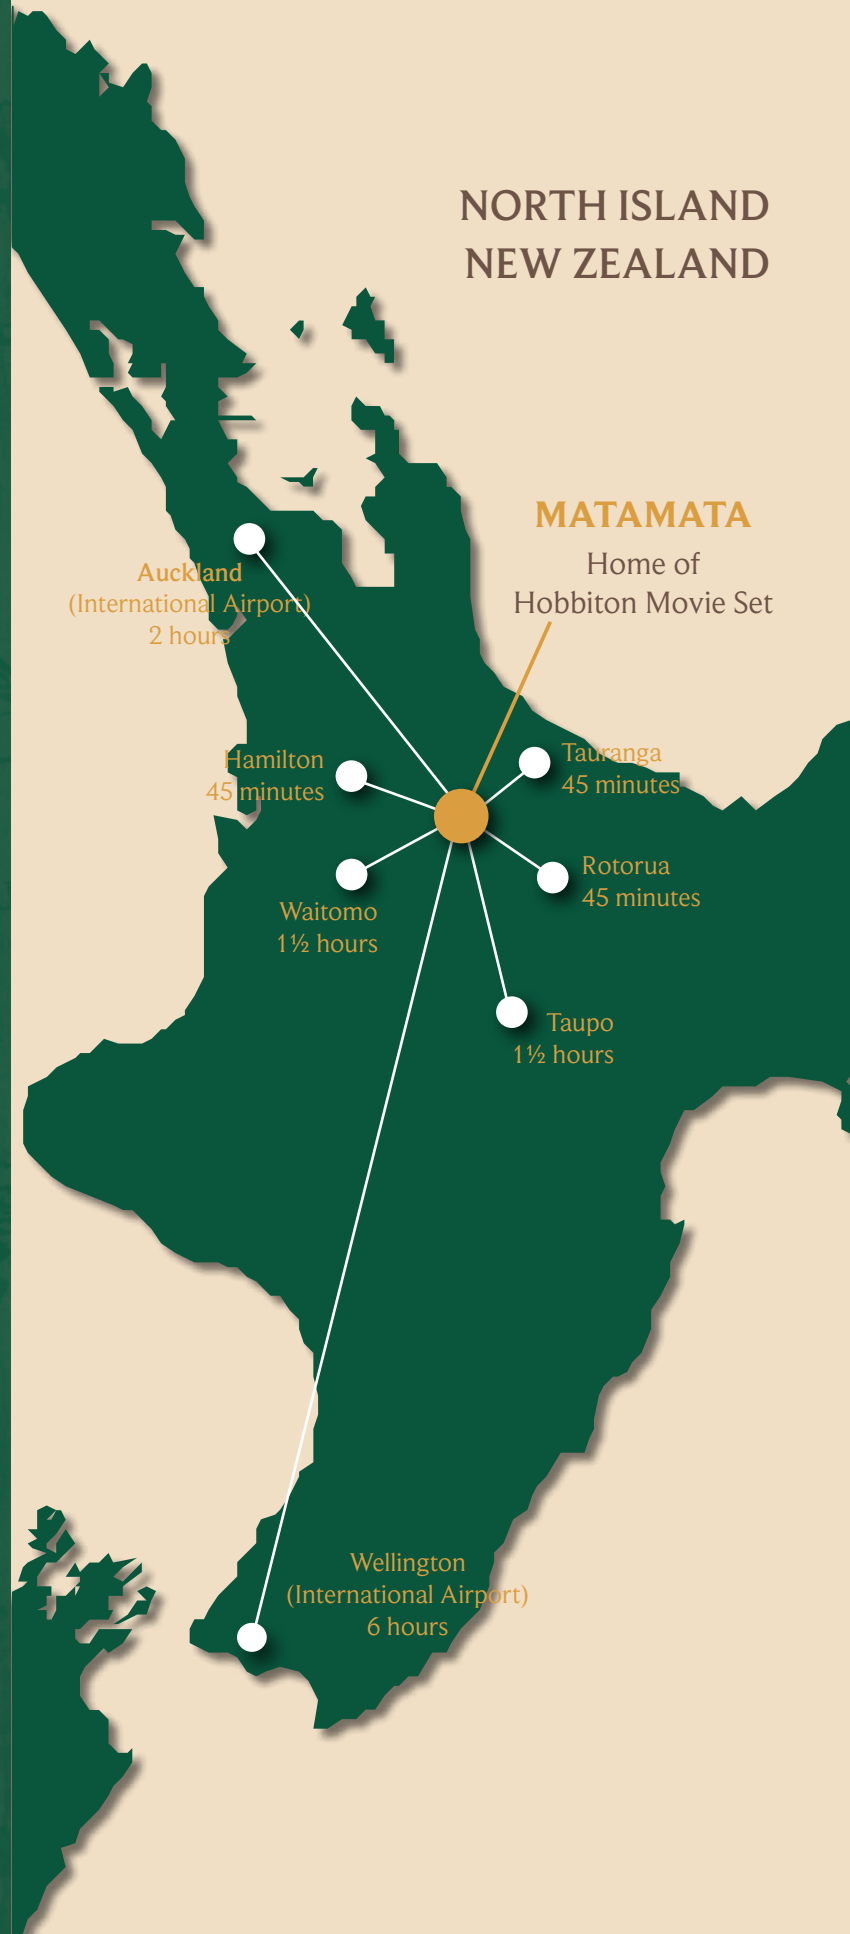 NORTH ISLAND
NEW ZEALAND
MATAMATA
Home of
Hobbiton Movie Set
Auckland
(International Airport)
2 hours
Hamilton
45 minutes
Tauranga
45 minutes
Rotorua
45 minutes
Waitomo
1½ hours
Taupo
1½ hours
Wellington
(International Airport)
6 hours